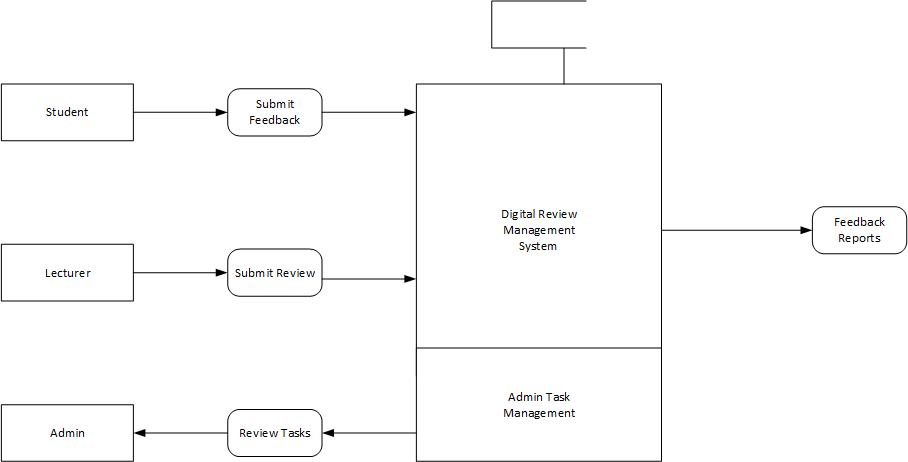 Student
Submit
Feedback
Digital Review
Management
System
Feedback
Reports
Lecturer
Submit Review
Admin Task
Management
Admin
Review Tasks